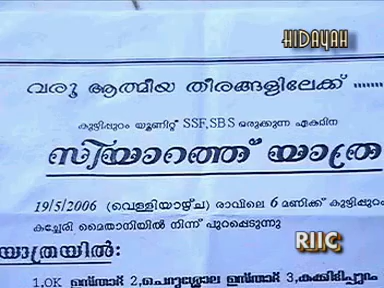 HIDAYAH
വരൂ ആത്മീയ തീരങ്ങളിലേക്ക് ........
കുഴിപ്പുറം യൂണിറ്റ് SSF,SBS ഒരുക്കുന്ന ഏകദിന
സിയാറത്ത് യാത്ര
19/5/2006 (വെള്ളിയാഴ്ച) രാവിലെ 6 മണിക്ക് കുഴിപ്പുറം
കച്ചേരി മൈതാനിയിൽ നിന്ന് പുറപ്പെടുന്നു
RIIC
യാത്രയിൽ:
1.OK ഉസ്താദ് 2,ചെറുശ്ശോല ഉസ്താദ് 3,കക്കിടിപ്പുറം